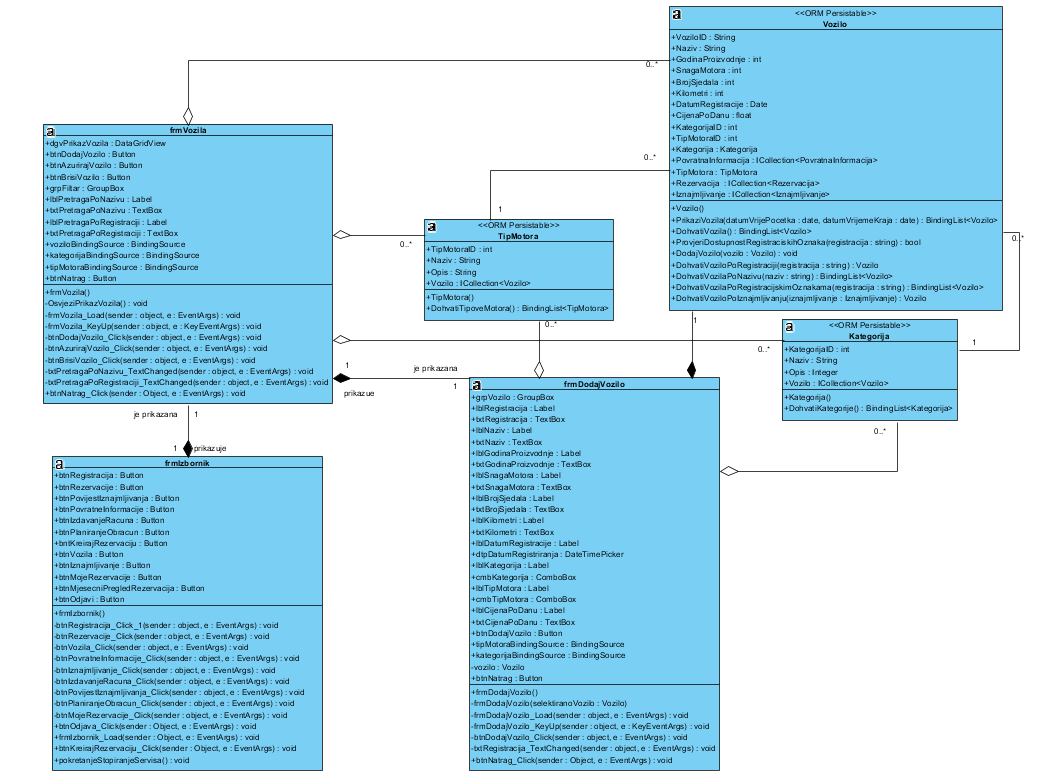 a
<<ORM Persistable>>
Vozilo
+VoziloID : String
+Naziv : String
+GodinaProizvodnje : int
+SnagaMotora : int
+BrojSjedala : int
+Kilometri : int
+DatumRegistracije : Date
+CijenaPoDanu : float
+KategorijaID : int
+TipMotoraID : int
+Kategorija : Kategorija
+PovratnaInformacija : ICollection<PovratnaInformacija>
+TipMotora : TipMotora
+Rezervacija : ICollection<Rezervacija>
+Iznajmljivanje : ICollection<Iznajmljivanje>
+Vozilo()
+PrikaziVozila(datumVrijePocetka : date, datumVrijemeKraja : date) : BindingList<Vozilo>
+DohvatiVozila() : BindingList<Vozilo>
+ProvjeriDostupnostRegistraciskihOznaka(registracija : string) : bool
+DodajVozilo(vozilo : Vozilo) : void
+DohvatiVoziloPoRegistraciji(registracija : string) : Vozilo
+DohvatiVozilaPoNazivu(naziv : string) : BindingList<Vozilo>
+DohvatiVozilaPoRegistracijskimOznakama(registracija : string) : BindingList<Vozilo>
+DohvatiVoziloPoIznajmljivanju(iznajmljivanje : Iznajmljivanje) : Vozilo
0..*
0..*
1
0..*
1
0..*
1
a
frmVozila
+dgvPrikazVozila : DataGridView
+btnDodajVozilo : Button
+btnAzurirajVozilo : Button
+btnBrisiVozilo : Button
+grpFiltar : GroupBox
+lblPretragaPoNazivu : Label
+txtPretragaPoNazivu : TextBox
+lblPretragaPoRegistraciji : Label
+txtPretragaPoRegistraciji : TextBox
+voziloBindingSource : BindingSource
+kategorijaBindingSource : BindingSource
+tipMotoraBindingSource : BindingSource
+btnNatrag : Button
+frmVozila()
-OsvjeziPrikazVozila() : void
-frmVozila_Load(sender : object, e : EventArgs) : void
-frmVozila_KeyUp(sender : object, e : KeyEventArgs) : void
-btnDodajVozilo_Click(sender : object, e : EventArgs) : void
-btnAzurirajVozilo_Click(sender : object, e : EventArgs) : void
-btnBrisiVozilo_Click(sender : object, e : EventArgs) : void
-txtPretragaPoNazivu_TextChanged(sender : object, e : EventArgs) : void
-txtPretragaPoRegistraciji_TextChanged(sender : object, e : EventArgs) : void
+btnNatrag_Click(sender : Object, e : EventArgs) : void
a
<<ORM Persistable>>
TipMotora
+TipMotoraID : int
+Naziv : String
+Opis : String
+Vozilo : ICollection<Vozilo>
+TipMotora()
+DohvatiTipoveMotora() : BindingList<TipMotora>
0..*
a
<<ORM Persistable>>
Kategorija
+KategorijaID : int
+Naziv : String
+Opis : Integer
+Vozilo : ICollection<Vozilo>
+Kategorija()
+DohvatiKategorije() : BindingList<Kategorija>
0..*
0..*
1
je prikazana
1
prikazue
je prikazana
1
1
prikazuje
a
frmIzbornik
+btnRegistracija : Button
+btnRezervacije : Button
+btnPovijestIznajmljivanja : Button
+btnPovratneInformacije : Button
+btnIzdavanjeRacuna : Button
+btnPlaniranjeObracun : Button
+bntKreirajRezervaciju : Button
+btnVozila : Button
+btnIznajmljivanje : Button
+btnMojeRezervacije : Button
+btnMjesecniPregledRezervacija : Button
+btnOdjavi : Button
+frmIzbornik()
-btnRegistracija_Click_1(sender : object, e : EventArgs) : void
-btnRezervacije_Click(sender : object, e : EventArgs) : void
-btnVozila_Click(sender : object, e : EventArgs) : void
-btnPovratneInformacije_Click(sender : object, e : EventArgs) : void
-btnIznajmljivanje_Click(sender : object, e : EventArgs) : void
-btnIzdavanjeRacuna_Click(sender : object, e : EventArgs) : void
-btnPovijestIznajmljivanja_Click(sender : object, e : EventArgs) : void
-btnPlaniranjeObracun_Click(sender : object, e : EventArgs) : void
-btnMojeRezervacije_Click(sender : object, e : EventArgs) : void
+btnOdjava_Click(sender : Object, e : EventArgs) : void
+frmIzbornik_Load(sender : Object, e : EventArgs) : void
+btnKreirajRezervaciju_Click(sender : Object, e : EventArgs) : void
+pokretanjeStopiranjeServisa() : void
a
frmDodajVozilo
+grpVozilo : GroupBox
+lblRegistracija : Label
+txtRegistracija : TextBox
+lblNaziv : Label
+txtNaziv : TextBox
+lblGodinaProizvodnje : Label
+txtGodinaProizvodnje : TextBox
+lblSnagaMotora : Label
+txtSnagaMotora : TextBox
+lblBrojSjedala : Label
+txtBrojSjedala : TextBox
+lblKilometri : Label
+txtKilometri : TextBox
+lblDatumRegistracije : Label
+dtpDatumRegistriranja : DateTimePicker
+lblKategorija : Label
+cmbKategorija : ComboBox
+lblTipMotora : Label
+cmbTipMotora : ComboBox
+lblCijenaPoDanu : Label
+txtCijenaPoDanu : TextBox
+btnDodajVozilo : Button
+tipMotoraBindingSource : BindingSource
+kategorijaBindingSource : BindingSource
-vozilo : Vozilo
+btnNatrag : Button
+frmDodajVozilo()
-frmDodajVozilo(selektiranoVozilo : Vozilo)
-frmDodajVozilo_Load(sender : object, e : EventArgs) : void
-frmDodajVozilo_KeyUp(sender : object, e : KeyEventArgs) : void
-btnDodajVozilo_Click(sender : object, e : EventArgs) : void
-txtRegistracija_TextChanged(sender : object, e : EventArgs) : void
+btnNatrag_Click(sender : Object, e : EventArgs) : void